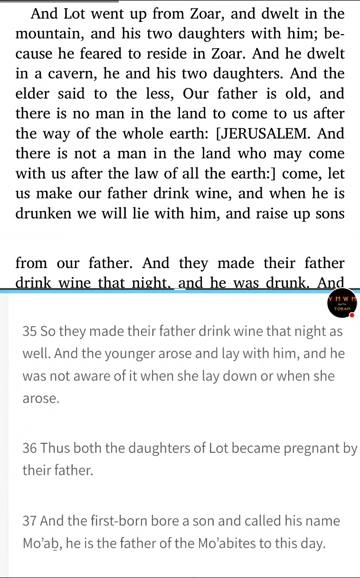 And Lot went up from Zoar, and dwelt in the
mountain, and his two daughters with him; be-
cause he feared to reside in Zoar. And he dwelt
in a cavern, he and his two daughters. And the
elder said to the less, Our father is old, and
there is no man in the land to come to us after
the way of the whole earth: [JERUSALEM. And
there is not a man in the land who may come
with us after the law of all the earth:] come, let
us make our father drink wine, and when he is
drunken we will lie with him, and raise up sons
from our father. And they made their father
drink wine that night, and he was drunk. And
YMWM
WITH
TORAH
35 So they made their father drink wine that night as
well. And the younger arose and lay with him, and he
was not aware of it when she lay down or when she
arose.
36 Thus both the daughters of Lot became pregnant by
their father.
37 And the first-born bore a son and called his name
Mo’aḇ, he is the father of the Mo’abites to this day.